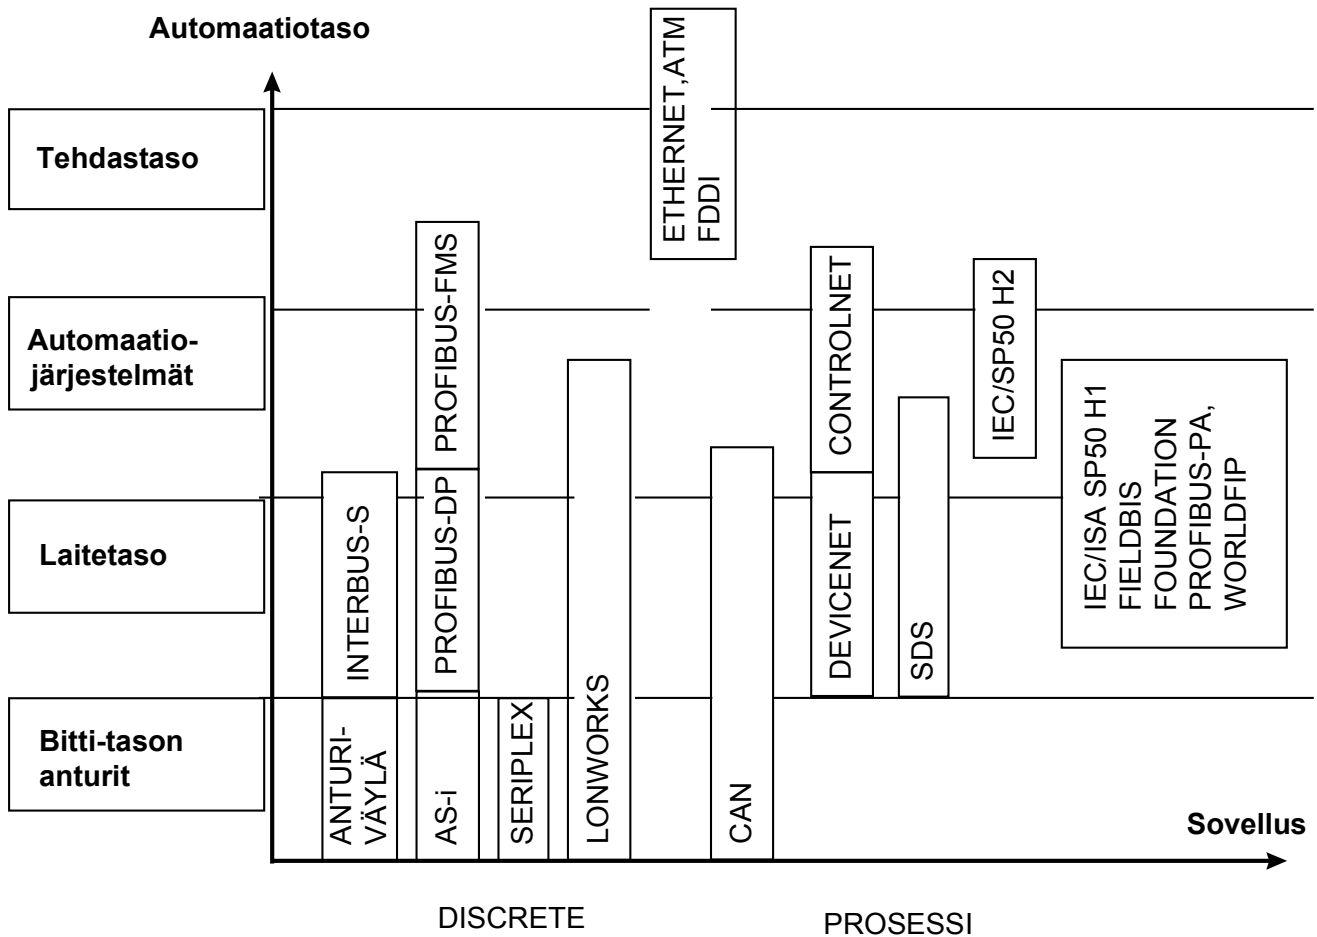 Automaatiotaso
Tehdastaso
Automaatio-
järjestelmät
Laitetaso
Bitti-tason
anturit
INTERBUS-S
ANTURI-
VÄYLÄ
PROFIBUS-FMS
PROFIBUS-DP
AS-i
SERIPLEX
LONWORKS
ETHERNET,ATM
FDDI
CAN
CONTROLNET
DEVICENET
SDS
IEC/SP50 H2
IEC/ISA SP50 H1
FIELDBIS
FOUNDATION
PROFIBUS-PA,
WORLDFIP
Sovellus
DISCRETE
PROSESSI